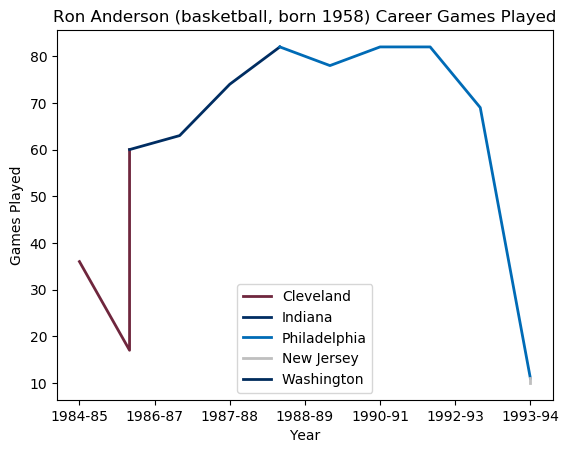 Ron Anderson (basketball, born 1958) Career Games Played
Games Played
80
70
60
50
40
30
20
10
Cleveland
Indiana
Philadelphia
New Jersey
Washington
1984-85 1986-87 1987-88 1988-89 1990-91 1992-93 1993-94
Year